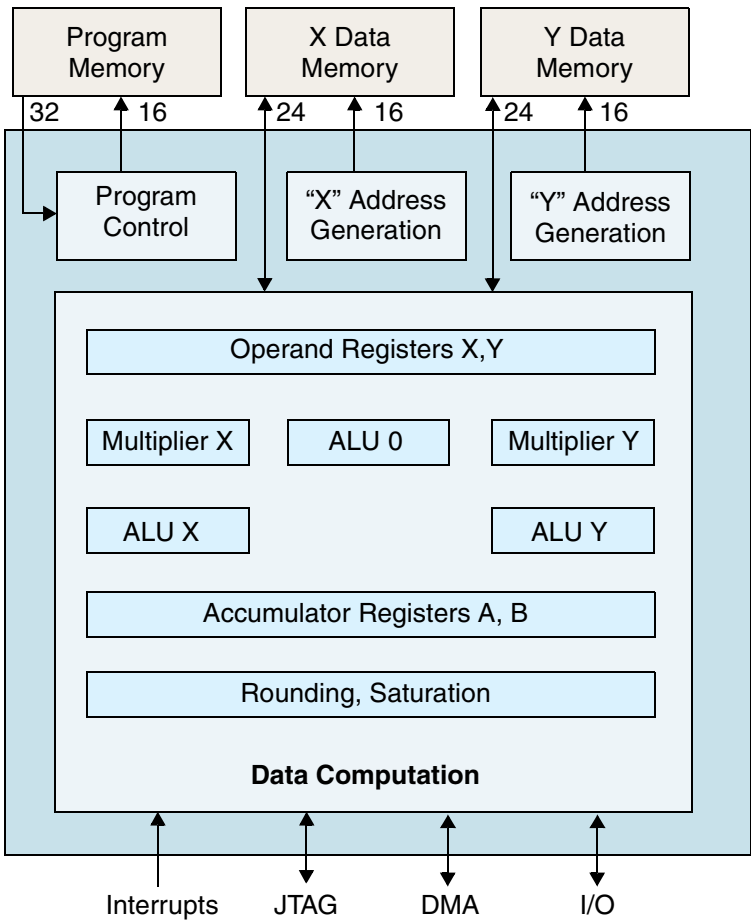 Program
Memory
X Data
Memory
Y Data
Memory
32
16
24
16
24
16
Program
Control
“X” Address
Generation
“Y” Address
Generation
Operand Registers X,Y
Multiplier X
ALU 0
Multiplier Y
ALU X
ALU Y
Accumulator Registers A, B
Rounding, Saturation
Data Computation
Interrupts
JTAG
DMA
I/O